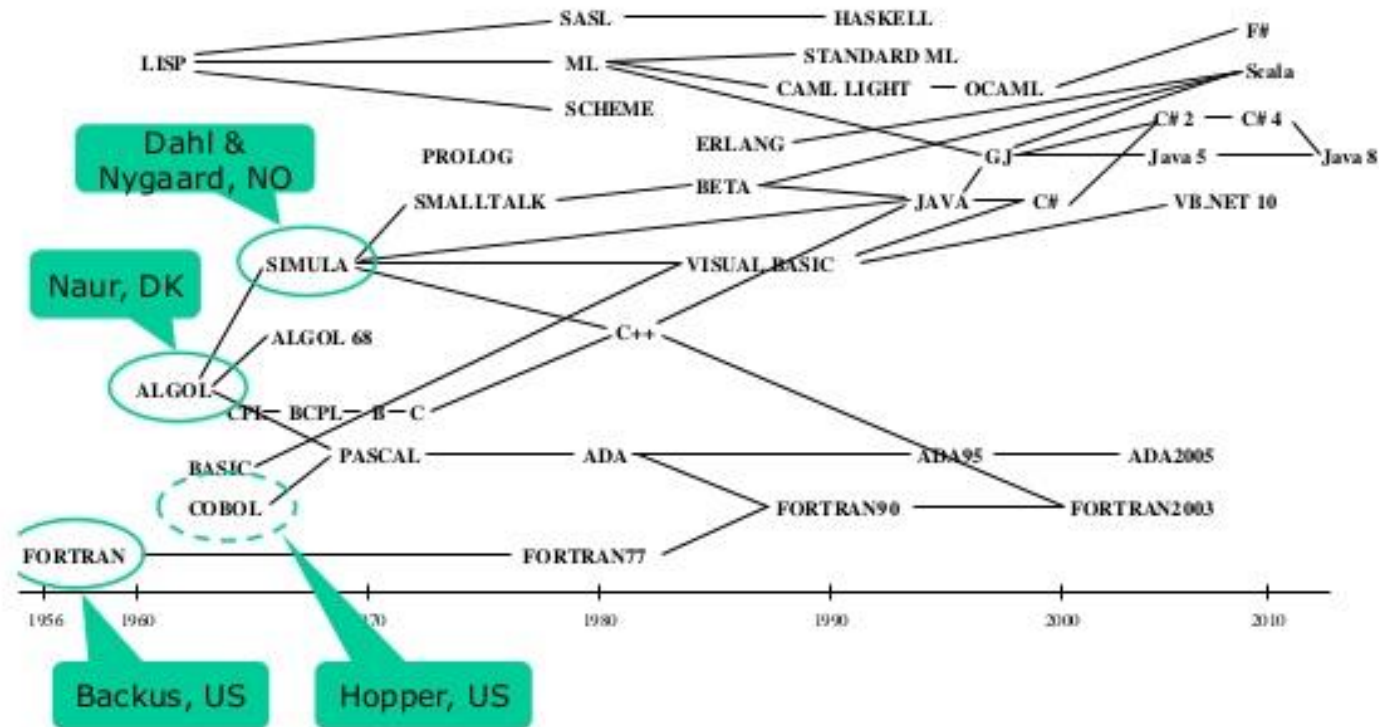 SASL HASKELL
F#
LISP ML STANDARD ML
Scala
CAML LIGHT OCAML
SCHEME
C# 2 C# 4
Dahl &
Nygaard, NO
PROLOG
ERLANG
GJ Java 5 Java 8
SMALLTALK BETA JAVA C# VB.NET 10
SIMULA VISUAL BASIC
Naur, DK
ALGOL 68 C++
ALGOL
CPL BCPL B C
BASIC PASCAL ADA ADA95 ADA2005
COBOL FORTRAN90 FORTRAN2003
FORTRAN FORTRAN77
1956 1960 70 1980 1990 2000 2010
Backus, US
Hopper, US